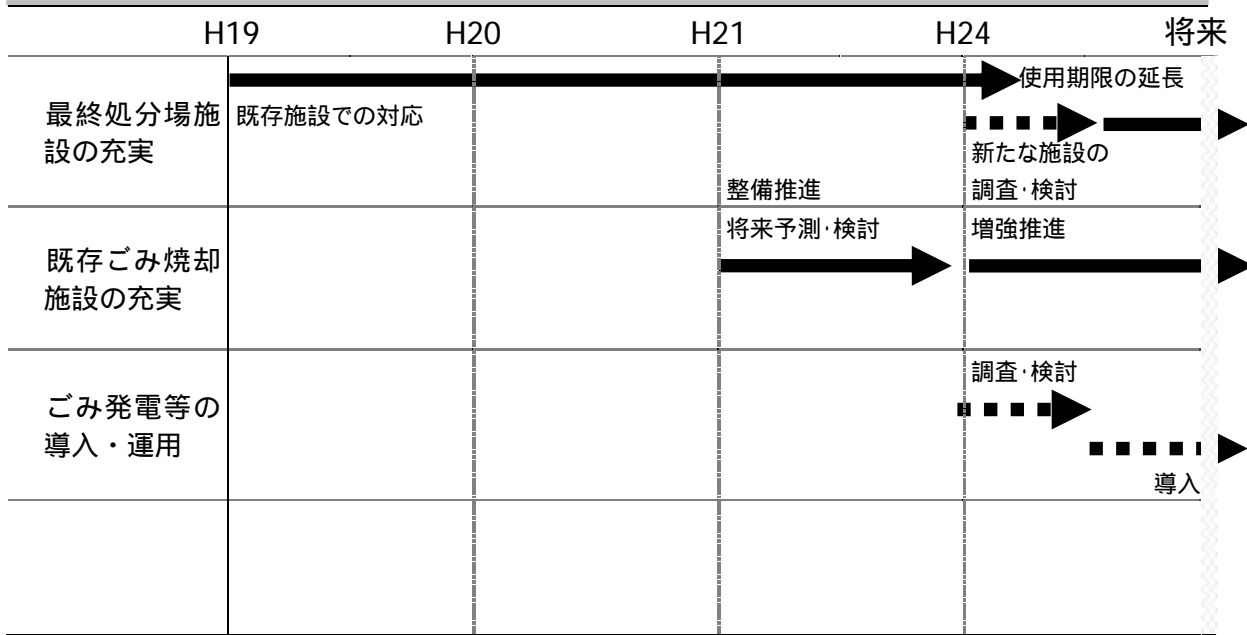 H19 H20 H21 H24 将来
最終処分場施
設の充実
既存施設での対応
使用期限の延長
新たな施設の
調査･検討
整備推進
既存ごみ焼却
施設の充実
将来予測･検討
増強推進
ごみ発電等の
導入・運用
調査･検討
導入